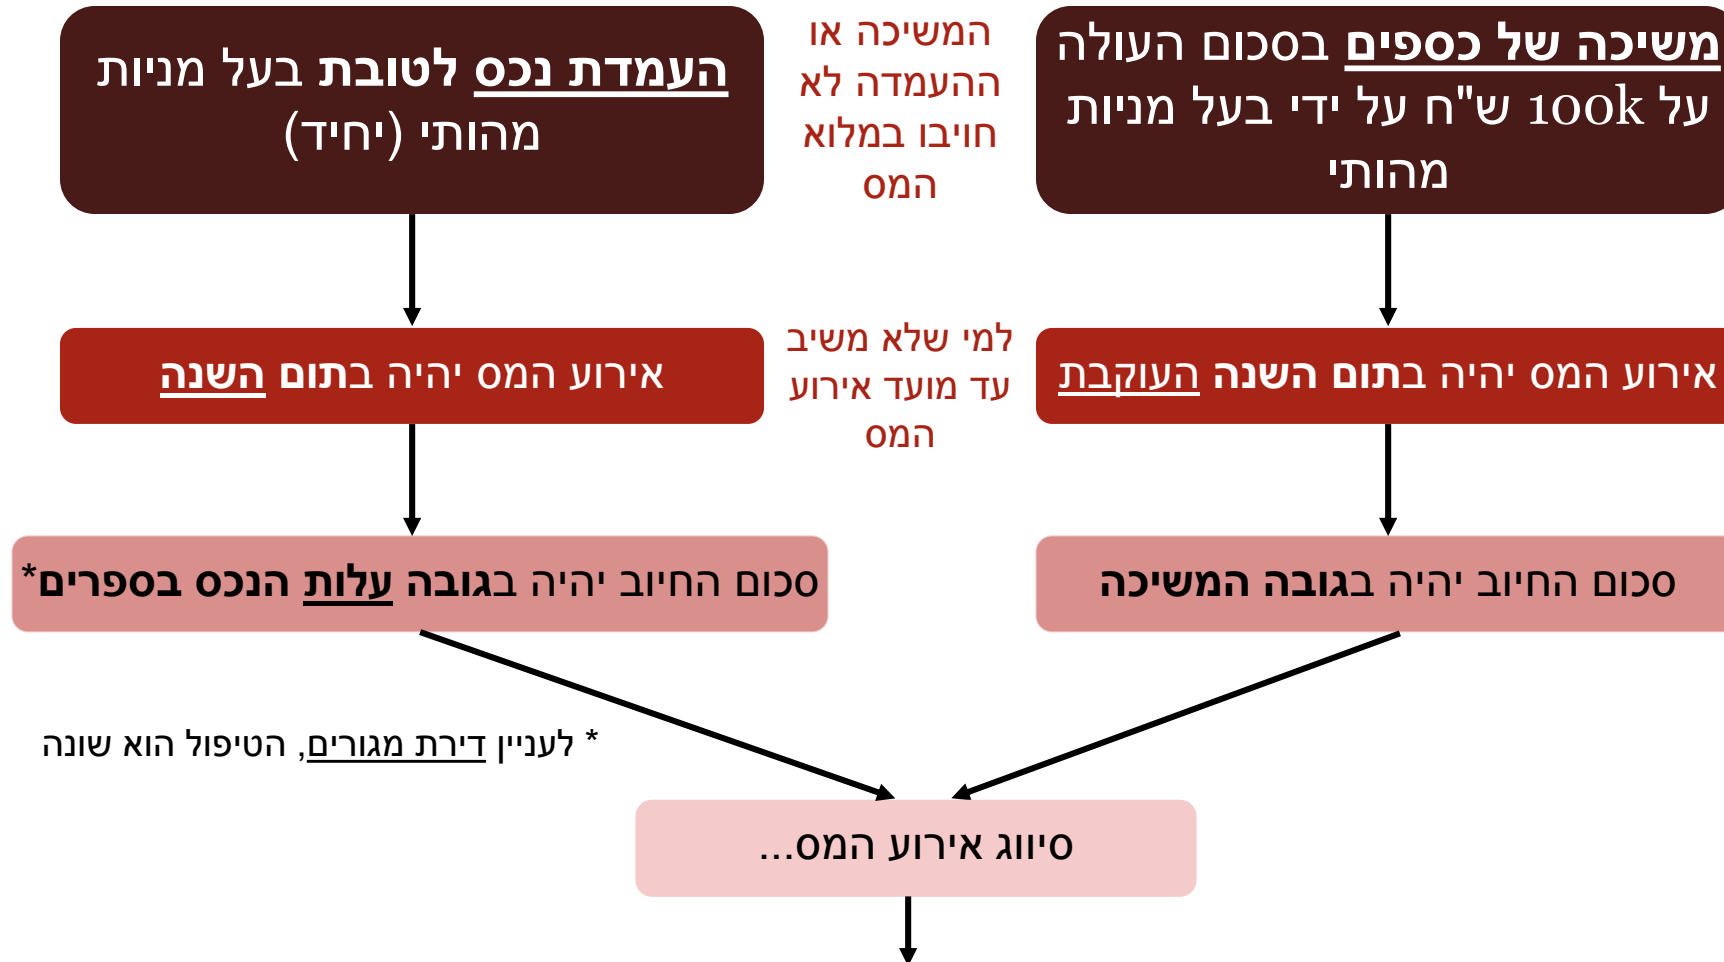 משיכה של כספים בסכום העולה
על 100k ש"ח על ידי בעל מניות
מהותי
המשיכה או
ההעמדה לא
חויבו במלוא
המס
העמדת נכס לטובת בעל מניות
מהותי (יחיד)
אירוע המס יהיה בתום השנה העוקבת
למי שלא משיב
עד מועד אירוע
המס
אירוע המס יהיה בתום השנה
סכום החיוב יהיה בגובה המשיכה
סכום החיוב יהיה בגובה עלות הנכס בספרים*
* לעניין דירת מגורים, הטיפול הוא שונה
סיווג אירוע המס...